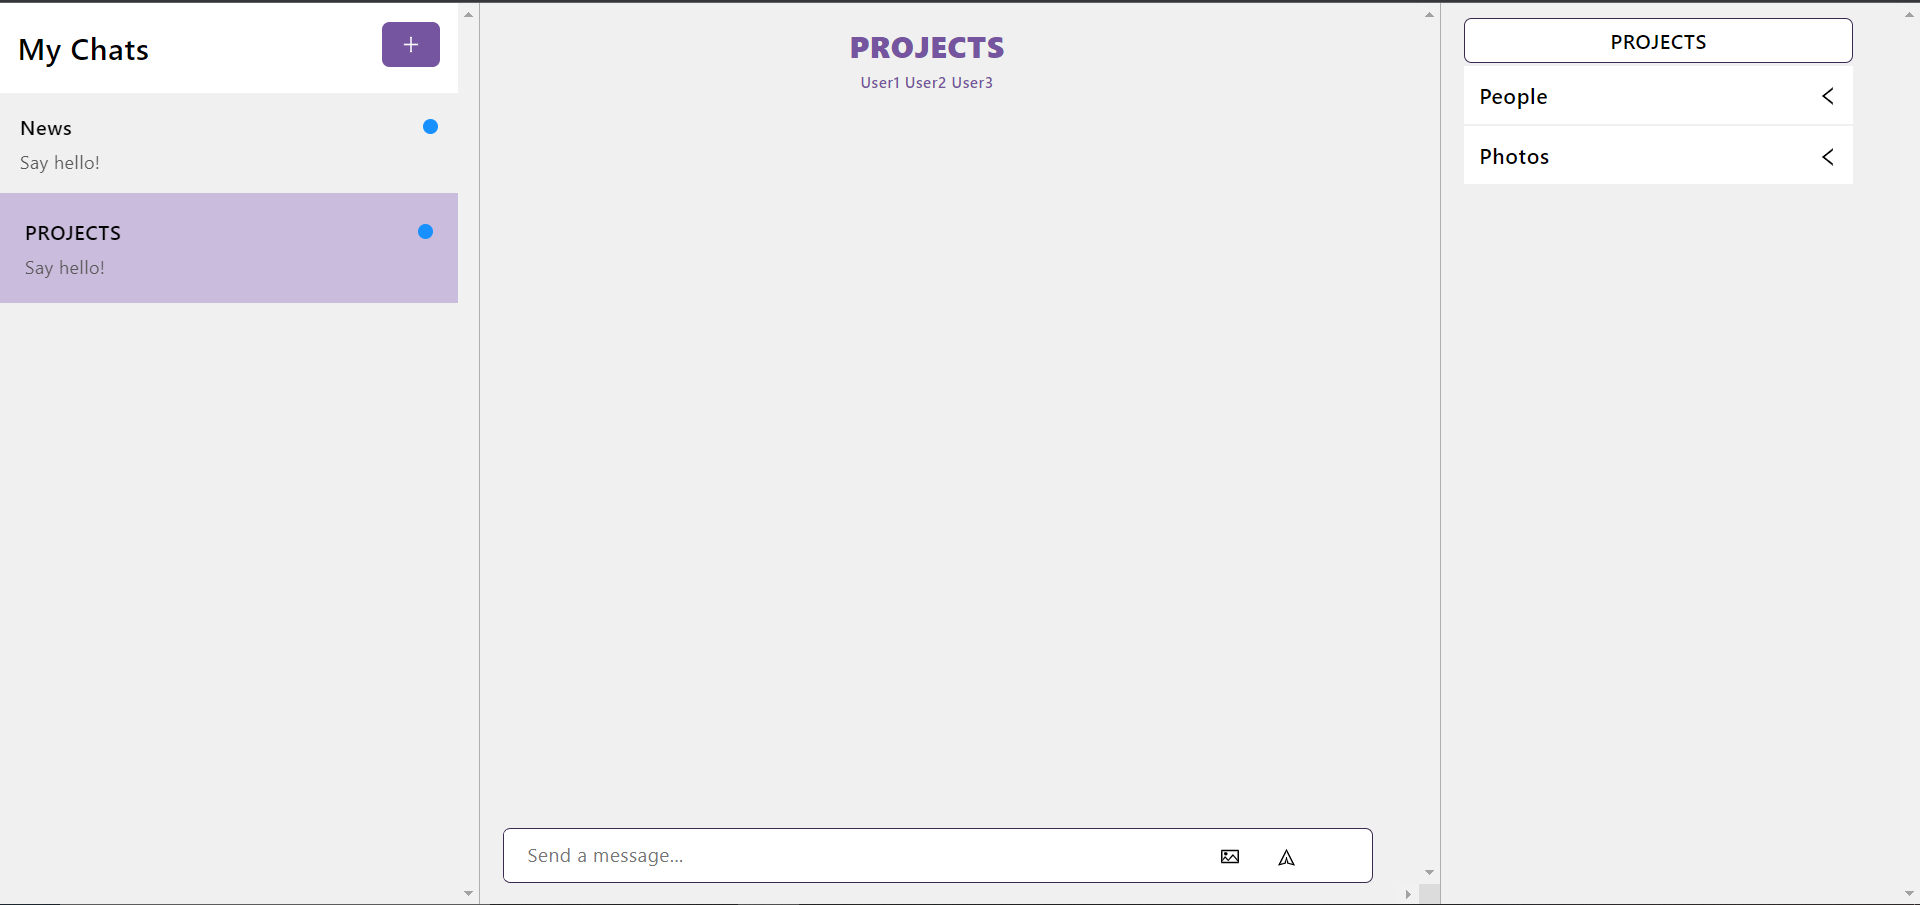 My Chats
+
News
Say hello!
PROJECTS
Say hello!
PROJECTS
User1 User2 User3
Send a message...
PROJECTS
People
Photos